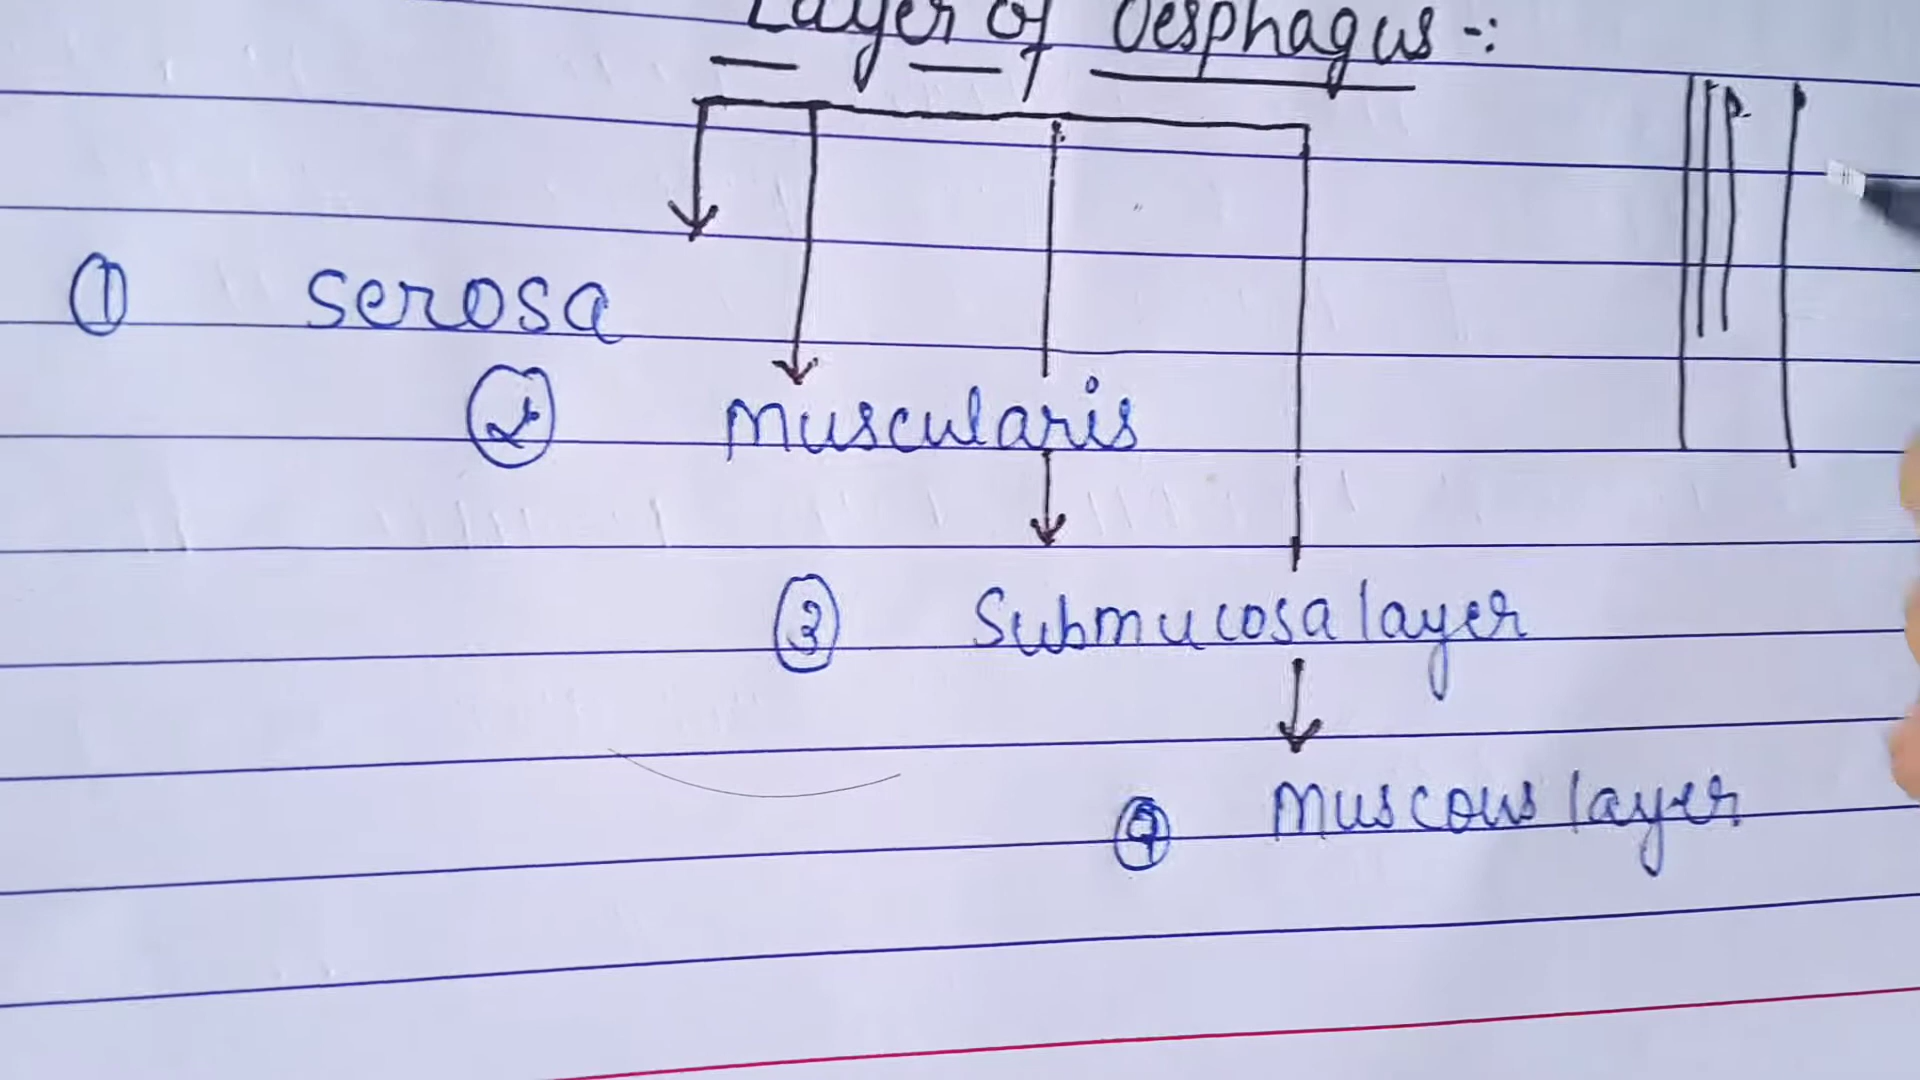 Layer of Oesphagus -:
① serosa
② Muscularis
③ Submucosa layer
④ Muscous layer